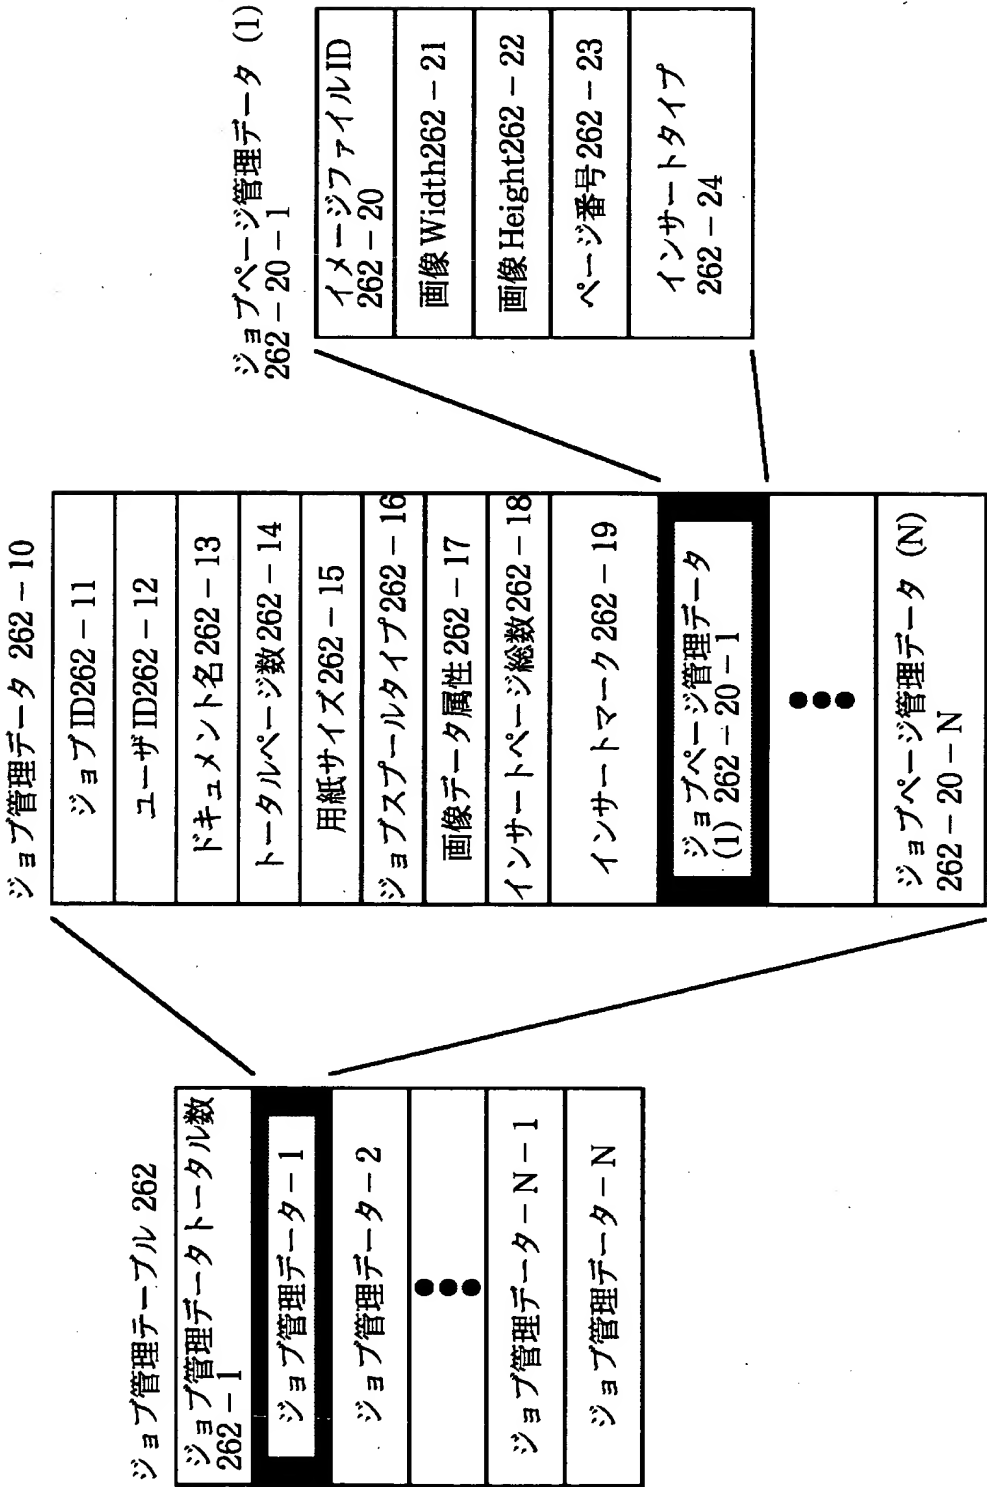 ジョブ管理テーブル 262
ジョブ管理データトータル数
262－1
ジョブ管理データ－1
ジョブ管理データ－2
●●●
ジョブ管理データ－N－1
ジョブ管理データ－N
ジョブ管理データ 262－10
ジョブID262－11
ユーザID262－12
ドキュメント名262－13
トータルページ数262－14
用紙サイズ262－15
ジョブスプールタイプ262－16
画像データ属性262－17
インサートページ総数262－18
インサートマーク262－19
ジョブページ管理データ
(1) 262－20－1
●●●
ジョブページ管理データ (N)
262－20－N
ジョブページ管理データ (1)
262－20－1
イメージファイルID
262－20
画像Width262－21
画像Height262－22
ページ番号262－23
インサートタイプ
262－24